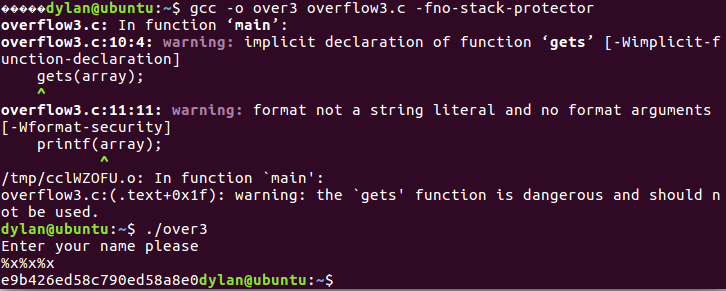 �����dylan@ubuntu:~$ gcc -o over3 overflow3.c -fno-stack-protector
overflow3.c: In function ‘main’:
overflow3.c:10:4: warning: implicit declaration of function ‘gets’ [-Wimplicit-f
unction-declaration]
    gets(array);
    ^
overflow3.c:11:11: warning: format not a string literal and no format arguments
[-Wformat-security]
    printf(array);
           ^
/tmp/cclWZOFU.o: In function `main':
overflow3.c:(.text+0x1f): warning: the `gets' function is dangerous and should n
ot be used.
dylan@ubuntu:~$ ./over3
Enter your name please
%x%x%x
e9b426ed58c790ed58a8e0dylan@ubuntu:~$